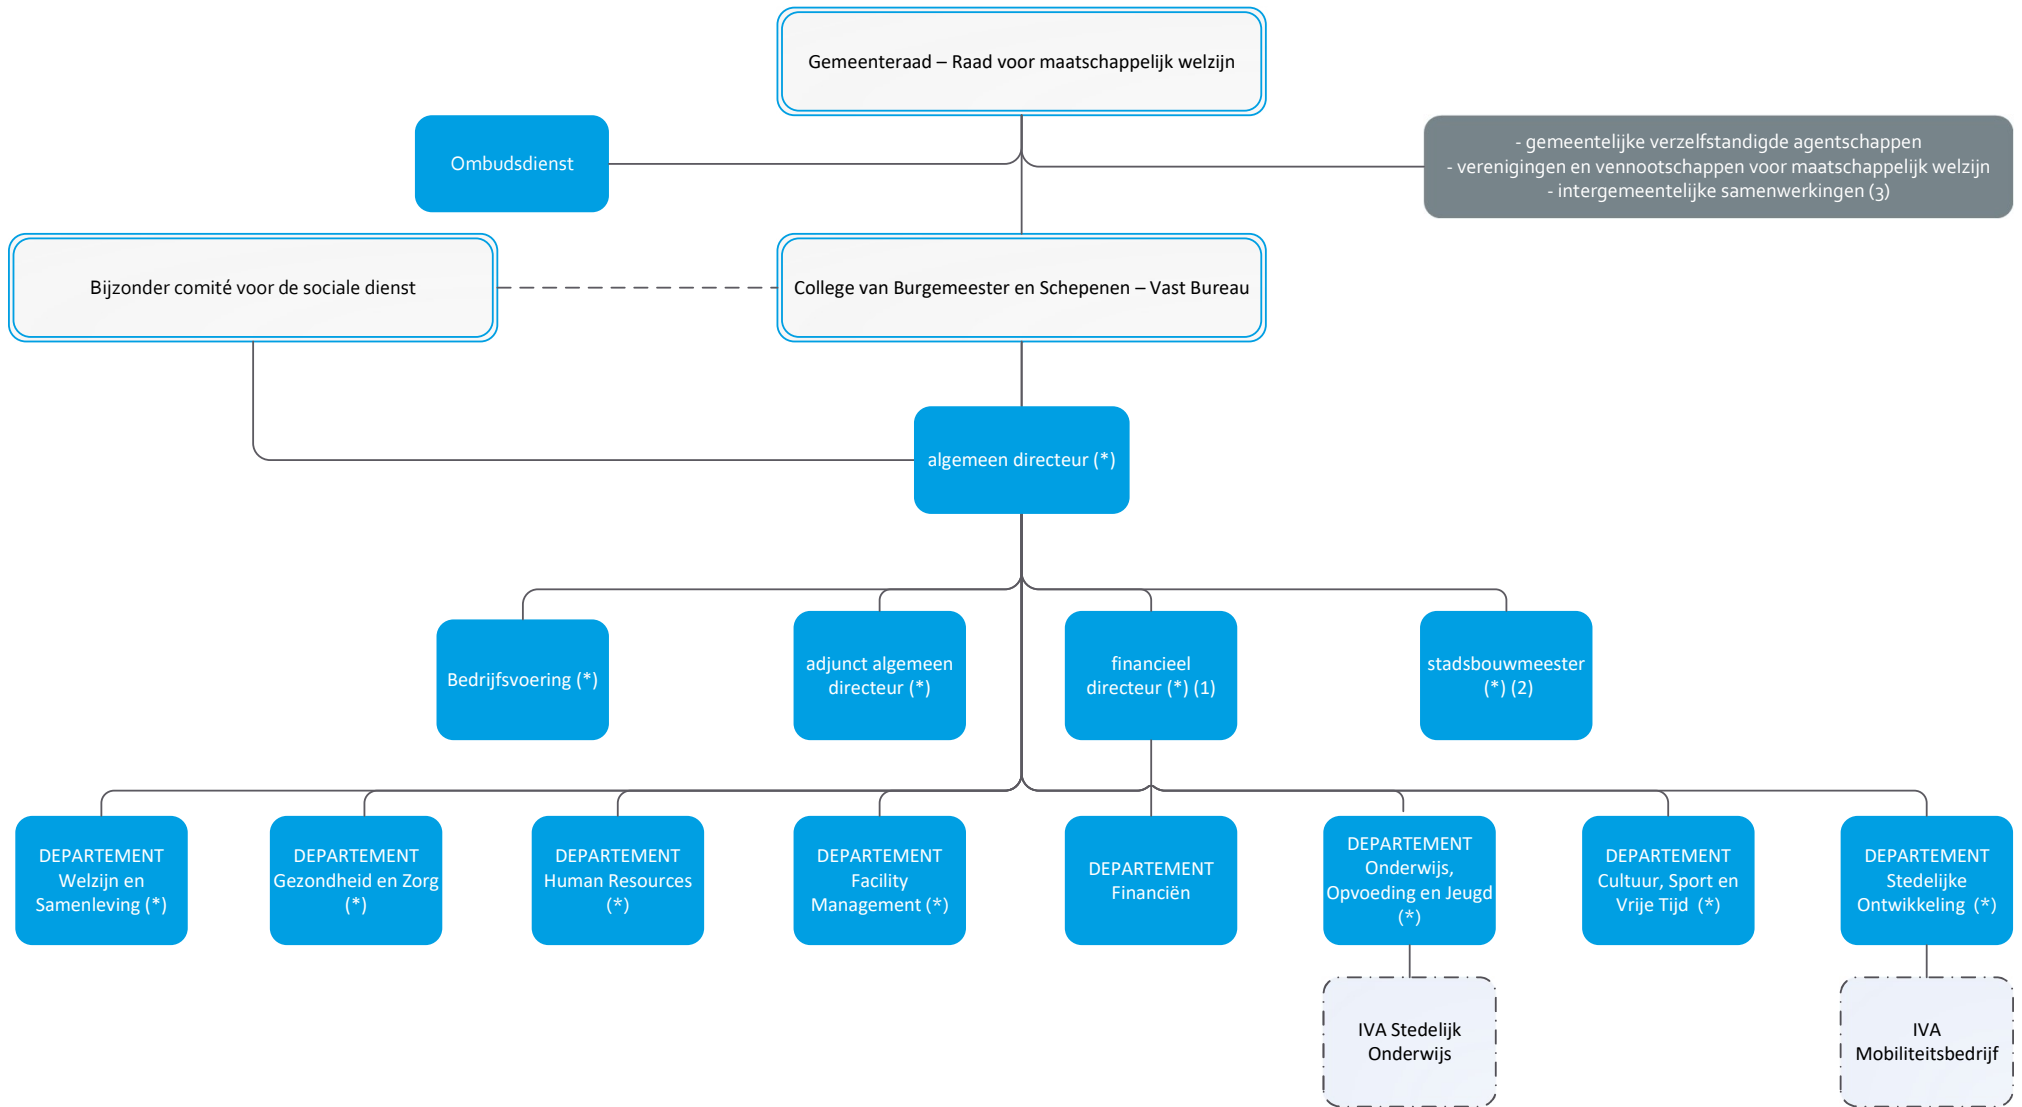 Gemeenteraad – Raad voor maatschappelijk welzijn
Ombudsdienst
- gemeentelijke verzelfstandigde agentschappen
- verenigingen en vennootschappen voor maatschappelijk welzijn
- intergemeentelijke samenwerkingen (3)
Bijzonder comité voor de sociale dienst
College van Burgemeester en Schepenen – Vast Bureau
algemeen directeur (*)
Bedrijfsvoering (*)
adjunct algemeen
directeur (*)
financieel
directeur (*) (1)
stadsbouwmeester
(*) (2)
DEPARTEMENT
Welzijn en
Samenleving (*)
DEPARTEMENT
Gezondheid en Zorg
(*)
DEPARTEMENT
Human Resources
(*)
DEPARTEMENT
Facility
Management (*)
DEPARTEMENT
Financiën
DEPARTEMENT
Onderwijs,
Opvoeding en Jeugd
(*)
DEPARTEMENT
Cultuur, Sport en
Vrije Tijd (*)
DEPARTEMENT
Stedelijke
Ontwikkeling (*)
IVA Stedelijk
Onderwijs
IVA
Mobiliteitsbedrijf